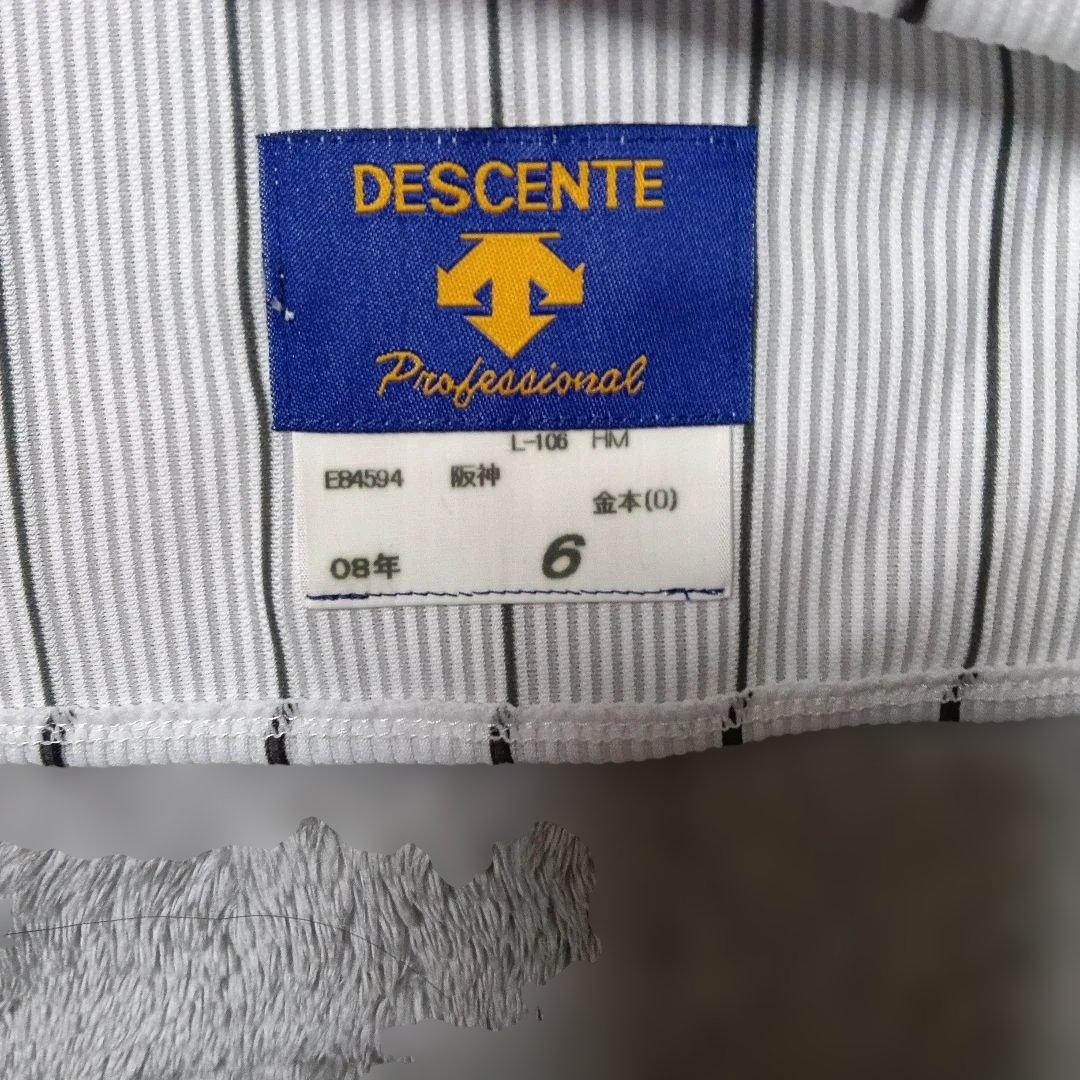 DESCENTE
Professional
L-106 HM
E84594 阪神
金本(0)
08年 6